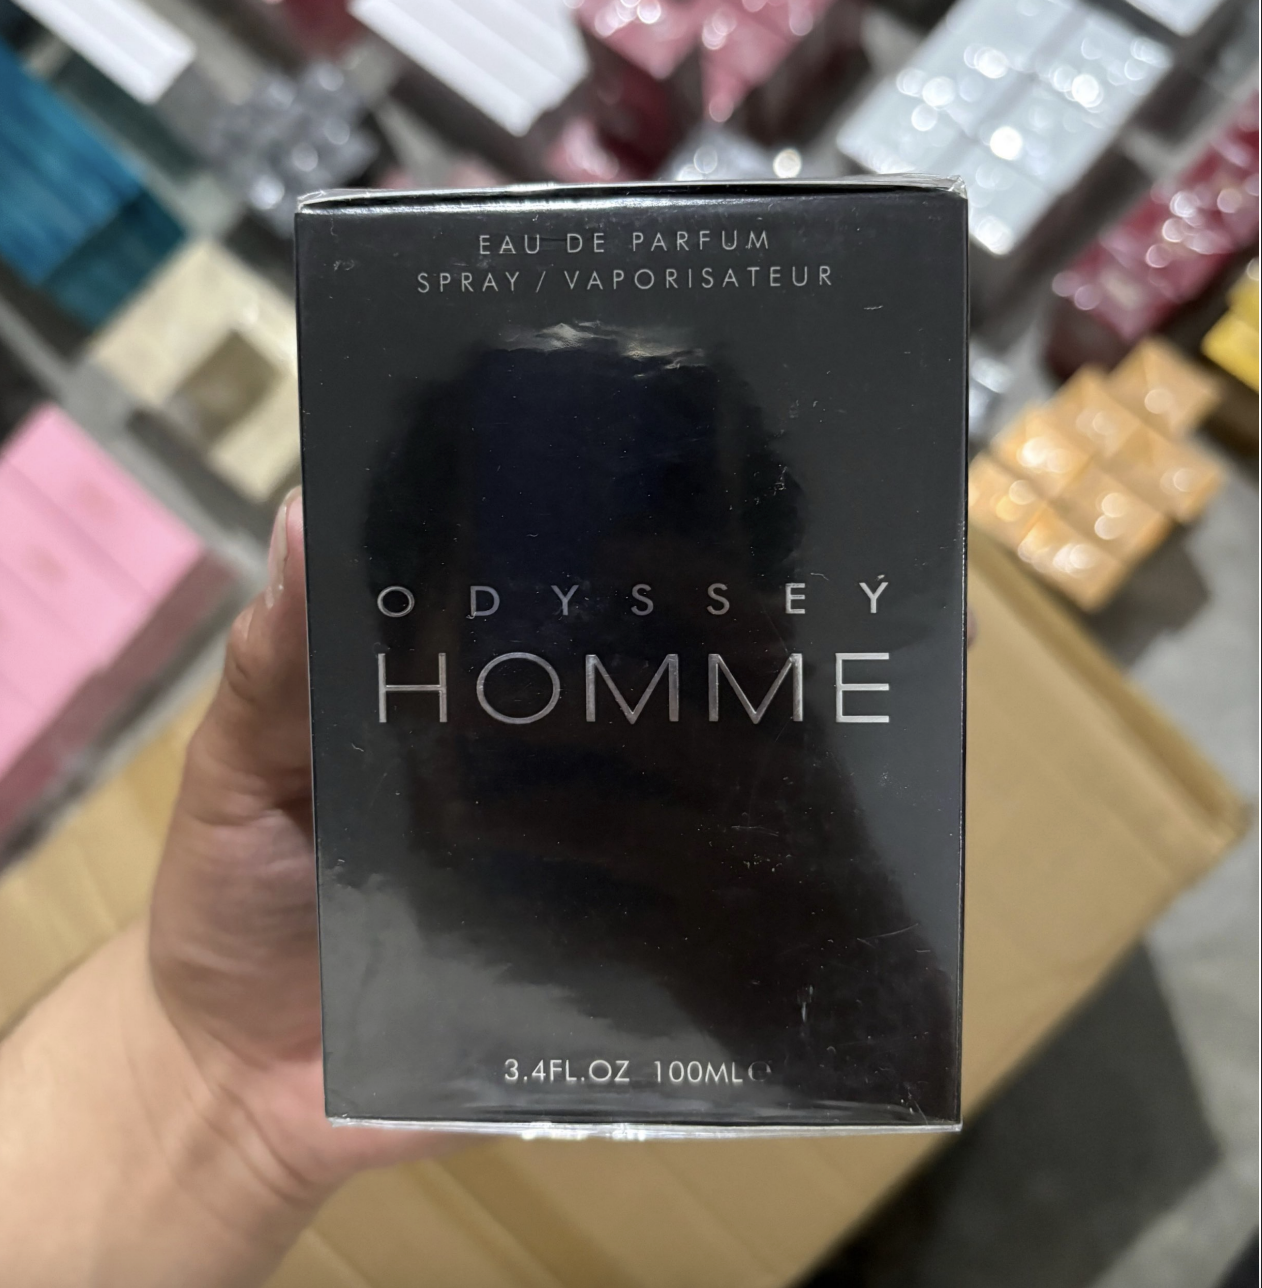 EAU DE PARFUM
SPRAY / VAPORISATEUR
ODYSSEY
HOMME
3.4FL.OZ 100ML℮